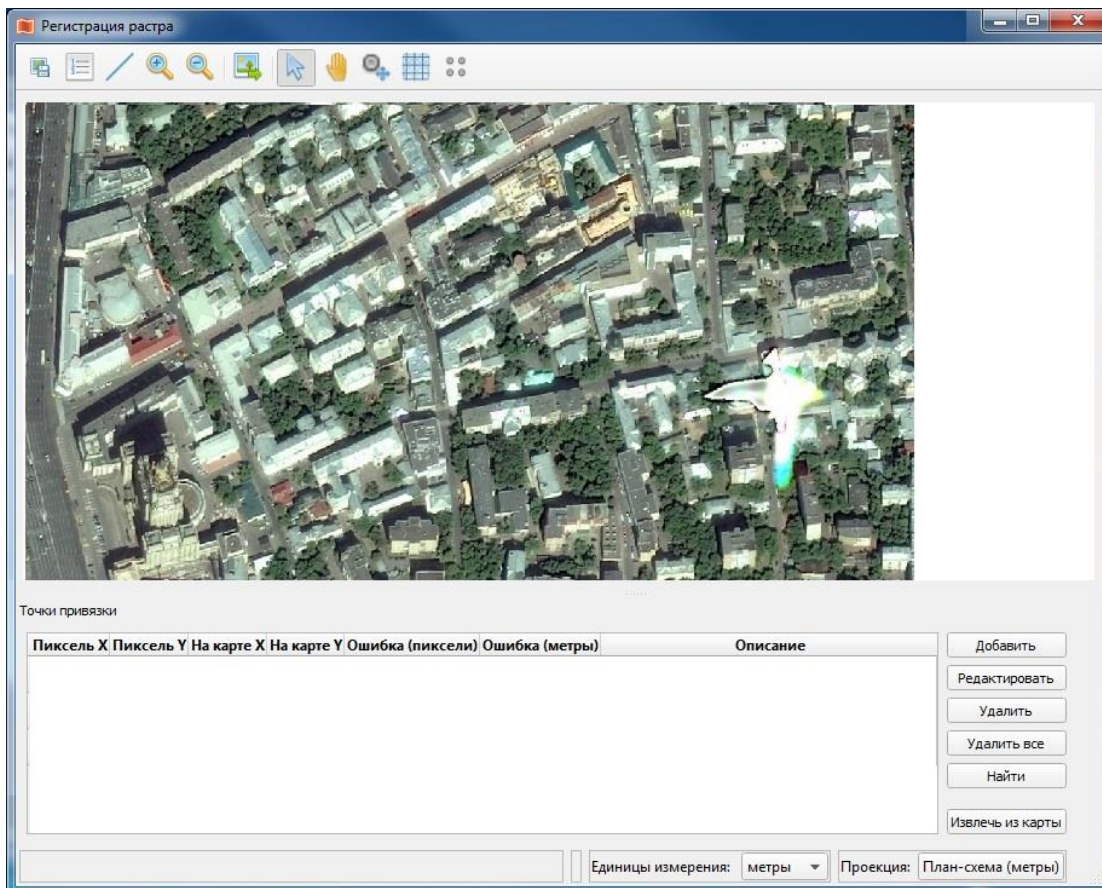 Регистрация растра
Точки привязки
Пиксель X Пиксель Y На карте X На карте Y Ошибка (пиксели) Ошибка (метры) Описание
Добавить
Редактировать
Удалить
Удалить все
Найти
Извлечь из карты
Единицы измерения: метры Проекция: План-схема (метры)